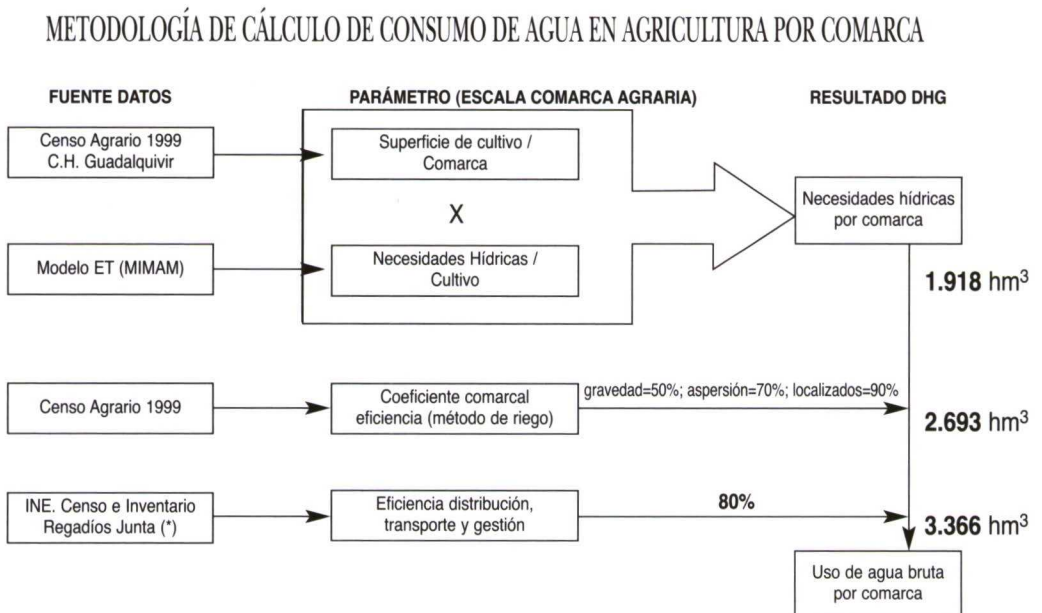 METODOLOGÍA DE CÁLCULO DE CONSUMO DE AGUA EN AGRICULTURA POR COMARCA
FUENTE DATOS
PARÁMETRO (ESCALA COMARCA AGRARIA)
RESULTADO DHG
Censo Agrario 1999
C.H. Guadalquivir
Superficie de cultivo /
Comarca
X
Necesidades hídricas
por comarca
Modelo ET (MIMAM)
Necesidades Hídricas /
Cultivo
1.918 hm³
Censo Agrario 1999
Coeficiente comarcal
eficiencia (método de riego)
gravedad=50%; aspersión=70%; localizados=90%
2.693 hm³
INE. Censo e Inventario
Regadíos Junta (*)
Eficiencia distribución,
transporte y gestión
80%
3.366 hm³
Uso de agua bruta
por comarca